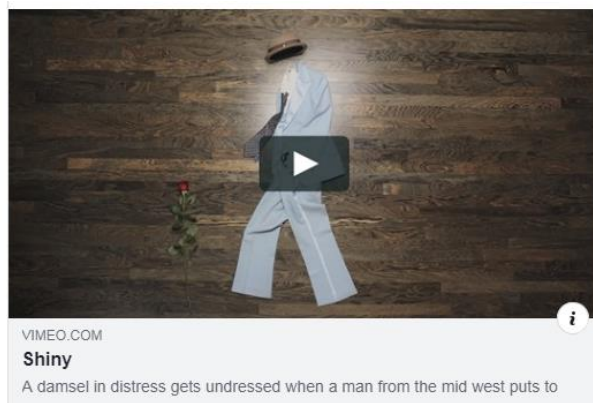 VIMEO.COM
Shiny
A damsel in distress gets undressed when a man from the mid west puts to